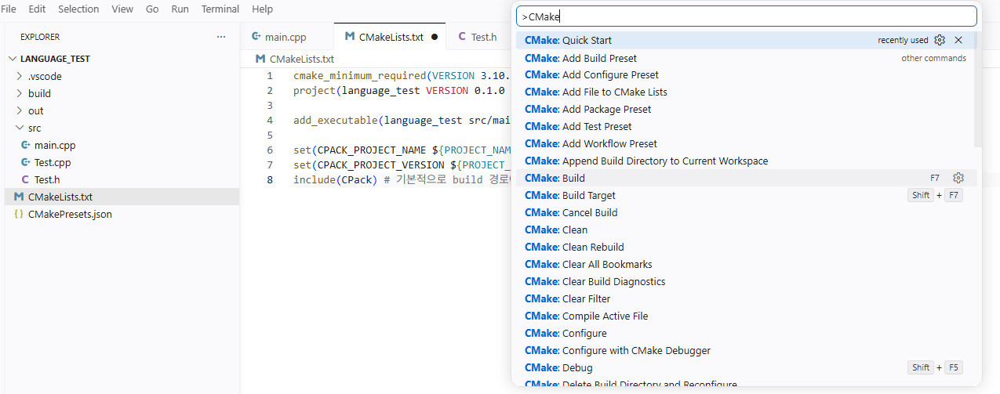 File Edit Selection View Go Run Terminal Help
>CMake
EXPLORER ...
LANGUAGE_TEST
.vscode
build
out
src
main.cpp
Test.cpp
Test.h
CMakeLists.txt
CMakePresets.json
main.cpp
CMakeLists.txt
Test.h
CMakeLists.txt
1 cmake_minimum_required(VERSION 3.10.
2 project(language_test VERSION 0.1.0
3
4 add_executable(language_test src/mai
5
6 set(CPACK_PROJECT_NAME ${PROJECT_NAM
7 set(CPACK_PROJECT_VERSION ${PROJECT_
8 include(CPack) # 기본적으로 build
CMake: Quick Start recently used
CMake: Add Build Preset other commands
CMake: Add Configure Preset
CMake: Add File to CMake Lists
CMake: Add Package Preset
CMake: Add Test Preset
CMake: Add Workflow Preset
CMake: Append Build Directory to Current Workspace
CMake: Build F7
CMake: Build Target Shift + F7
CMake: Cancel Build
CMake: Clean
CMake: Clean Rebuild
CMake: Clear All Bookmarks
CMake: Clear Build Diagnostics
CMake: Clear Filter
CMake: Compile Active File
CMake: Configure
CMake: Configure with CMake Debugger
CMake: Debug Shift + F5
CMake: Delete Build Directory and Reconfigure